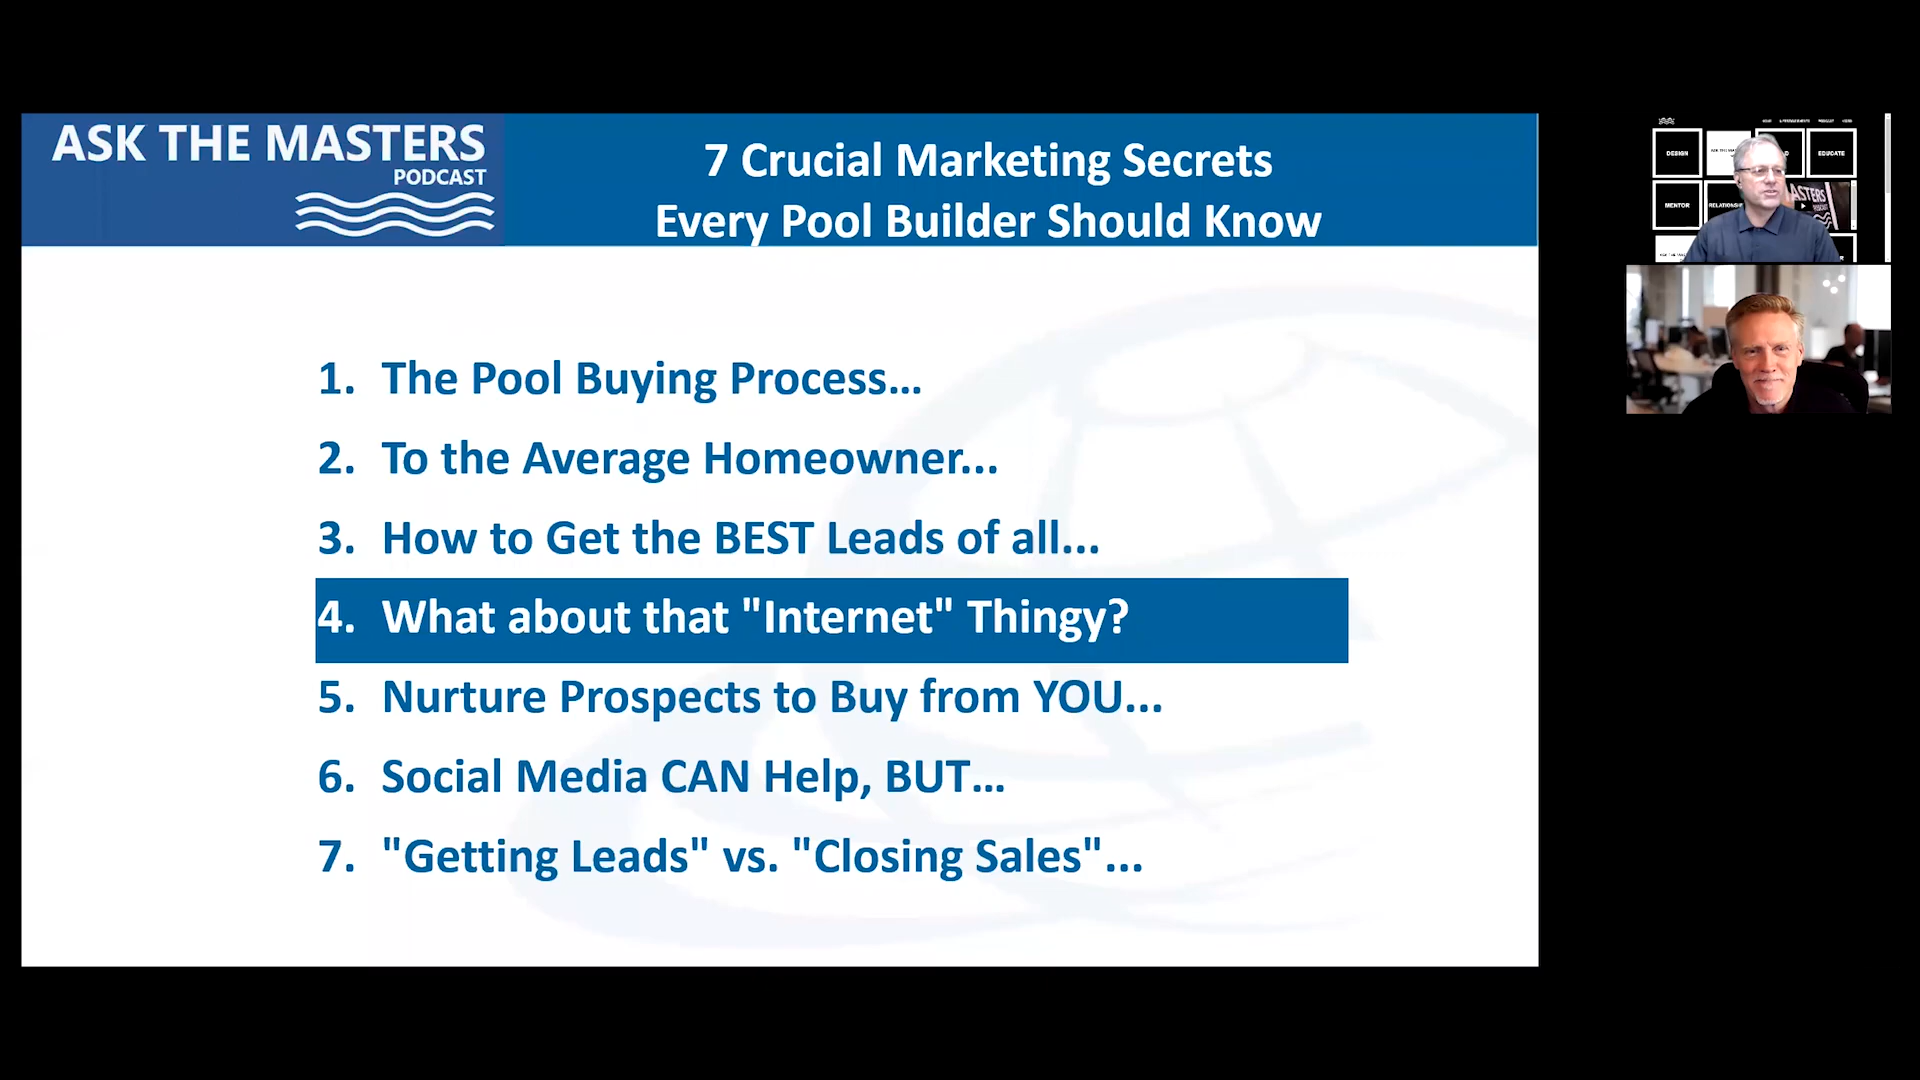 ASK THE MASTERS
PODCAST
7 Crucial Marketing Secrets
Every Pool Builder Should Know
1. The Pool Buying Process...
2. To the Average Homeowner...
3. How to Get the BEST Leads of all...
4. What about that "Internet" Thingy?
5. Nurture Prospects to Buy from YOU...
6. Social Media CAN Help, BUT...
7. "Getting Leads" vs. "Closing Sales"...
DESIGN
EDUCATE
MENTOR